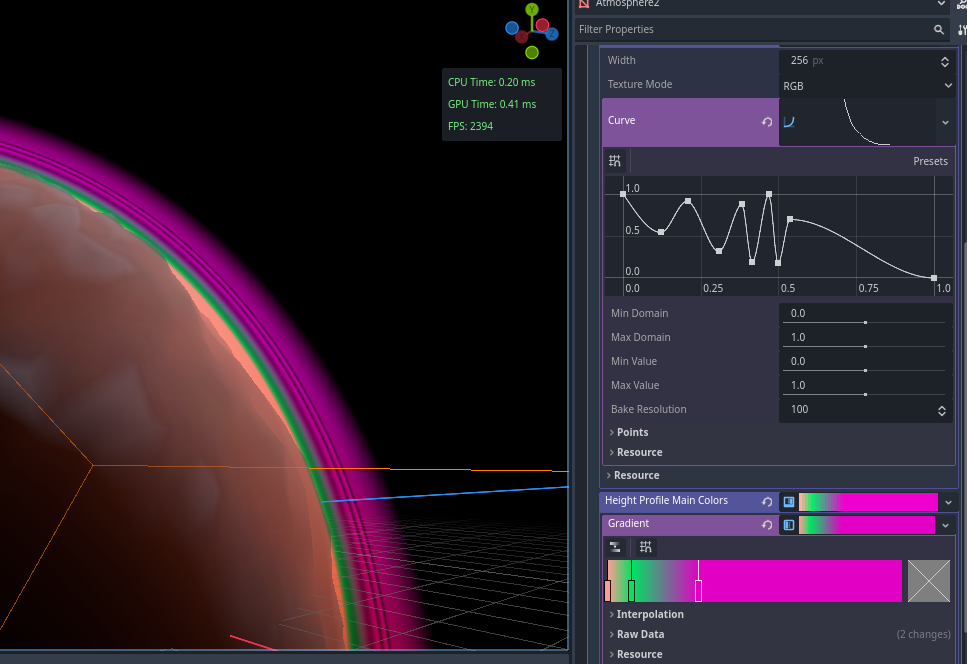 Atmosphere2
Y
Z
CPU Time: 0.20 ms
GPU Time: 0.41 ms
FPS: 2394
Filter Properties
Width 256 px
Texture Mode RGB
Curve
Presets
1.0
0.5
0.0
0.0 0.25 0.5 0.75 1.0
Min Domain 0.0
Max Domain 1.0
Min Value 0.0
Max Value 1.0
Bake Resolution 100
Points
Resource
Resource
Height Profile Main Colors
Gradient
Interpolation
Raw Data (2 changes)
Resource